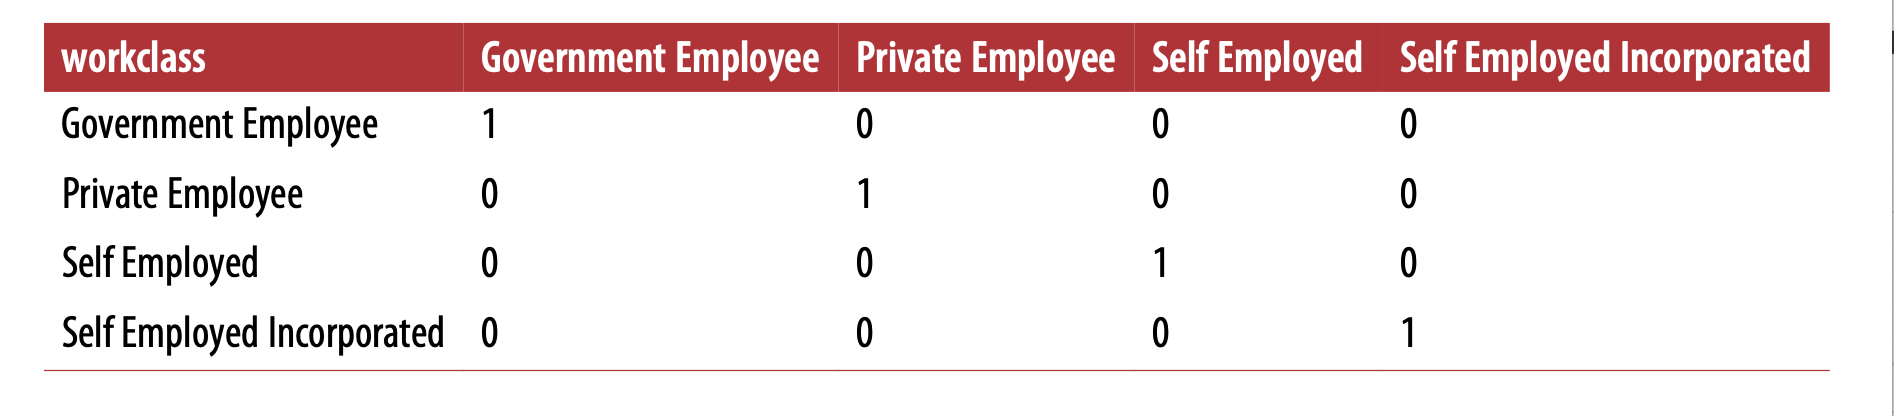 workclass Government Employee Private Employee Self Employed Self Employed Incorporated
Government Employee 1 0 0 0
Private Employee 0 1 0 0
Self Employed 0 0 1 0
Self Employed Incorporated 0 0 0 1